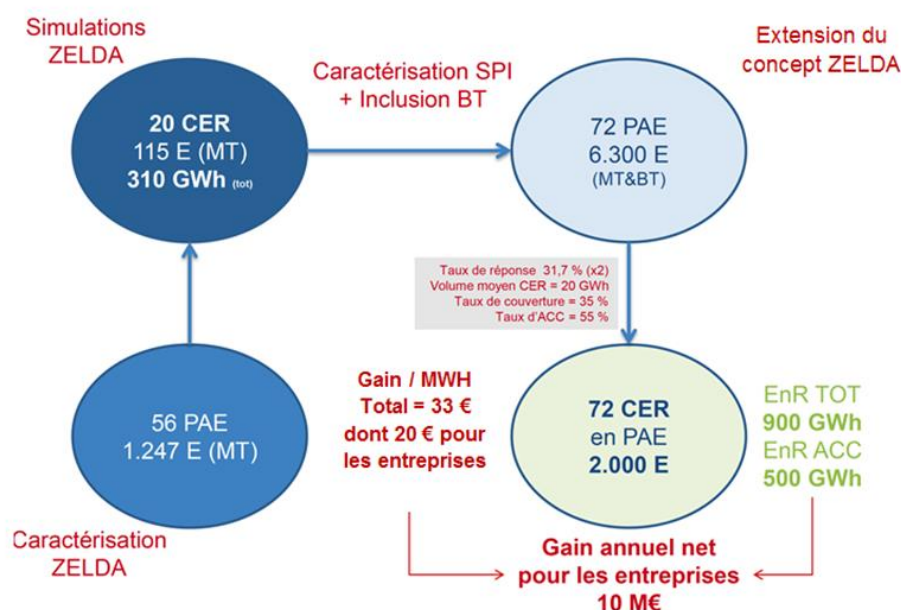 Simulations
ZELDA
20 CER
115 E (MT)
310 GWh (tot)
Caractérisation SPI
+ Inclusion BT
Extension du
concept ZELDA
72 PAE
6.300 E
(MT&BT)
Taux de réponse 31,7 % (x2)
Volume moyen CER = 20 GWh
Taux de couverture = 35 %
Taux d'ACC = 55 %
56 PAE
1.247 E (MT)
Caractérisation
ZELDA
Gain / MWH
Total = 33 €
dont 20 € pour
les entreprises
72 CER
en PAE
2.000 E
EnR TOT
900 GWh
EnR ACC
500 GWh
Gain annuel net
pour les entreprises
10 M€